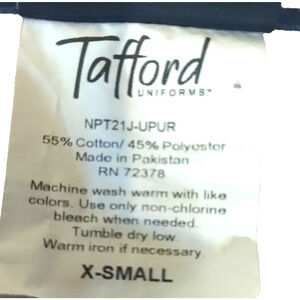 Tafford
UNIFORMS™
NPT21J-UPUR
55% Cotton/ 45% Polyester
Made in Pakistan
RN 72378
Machine wash warm with like
colors. Use only non-chlorine
bleach when needed.
Tumble dry low.
Warm iron if necessary.
X-SMALL